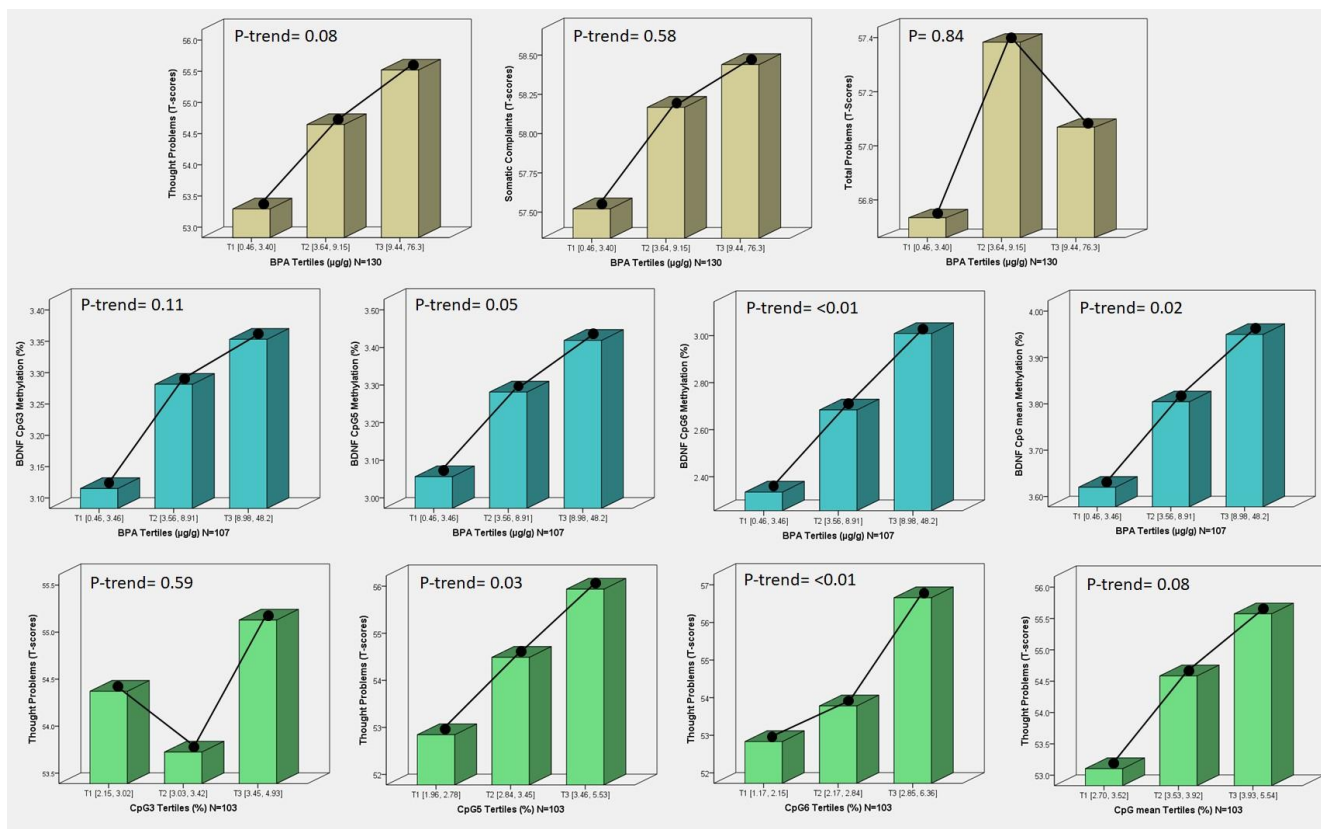 P-trend= 0.08
Thought Problems (T-scores)
56.0
55.5
55.0
54.5
54.0
53.5
53.0
T1 [0.46, 3.40] T2 [3.64, 9.15] T3 [9.44, 76.3]
BPA Tertiles (µg/g) N=130
P-trend= 0.58
Somatic Complaints (T-scores)
58.50
58.25
58.00
57.75
57.50
T1 [0.46, 3.40] T2 [3.64, 9.15] T3 [9.44, 76.3]
BPA Tertiles (µg/g) N=130
P= 0.84
Total Problems (T-Scores)
57.4
57.2
57.0
56.8
T1 [0.46, 3.40] T2 [3.64, 9.15] T3 [9.44, 76.3]
BPA Tertiles (µg/g) N=130
P-trend= 0.11
BDNF CpG3 Methylation (%)
3.40
3.35
3.30
3.25
3.20
3.15
3.10
T1 [0.46, 3.46] T2 [3.56, 8.91] T3 [8.98, 48.2]
BPA Tertiles (µg/g) N=107
P-trend= 0.05
BDNF CpG5 Methylation (%)
3.50
3.40
3.30
3.20
3.10
3.00
T1 [0.46, 3.46] T2 [3.56, 8.91] T3 [8.98, 48.2]
BPA Tertiles (µg/g) N=107
P-trend= <0.01
BDNF CpG6 Methylation (%)
3.00
2.80
2.60
2.40
T1 [0.46, 3.46] T2 [3.56, 8.91] T3 [8.98, 48.2]
BPA Tertiles (µg/g) N=107
P-trend= 0.02
BDNF CpG mean Methylation (%)
4.00
3.90
3.80
3.70
3.60
T1 [0.46, 3.46] T2 [3.56, 8.91] T3 [8.98, 48.2]
BPA Tertiles (µg/g) N=107
P-trend= 0.59
Thought Problems (T-scores)
55.5
55.0
54.5
54.0
53.5
T1 [2.15, 3.02] T2 [3.03, 3.42] T3 [3.45, 4.93]
CpG3 Tertiles (%) N=103
P-trend= 0.03
Thought Problems (T-scores)
56
55
54
53
52
T1 [1.96, 2.78] T2 [2.84, 3.45] T3 [3.46, 5.53]
CpG5 Tertiles (%) N=103
P-trend= <0.01
Thought Problems (T-scores)
57
56
55
54
53
52
T1 [1.17, 2.15] T2 [2.17, 2.84] T3 [2.85, 6.36]
CpG6 Tertiles (%) N=103
P-trend= 0.08
Thought Problems (T-scores)
56.0
55.5
55.0
54.5
54.0
53.5
53.0
T1 [2.70, 3.52] T2 [3.53, 3.92] T3 [3.93, 5.54]
CpG mean Tertiles (%) N=103